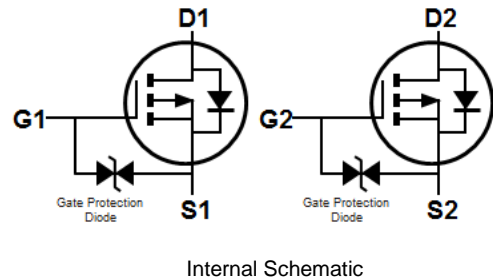 D1
D2
G1
G2
Gate Protection
Diode
Gate Protection
Diode
S1
S2
Internal Schematic